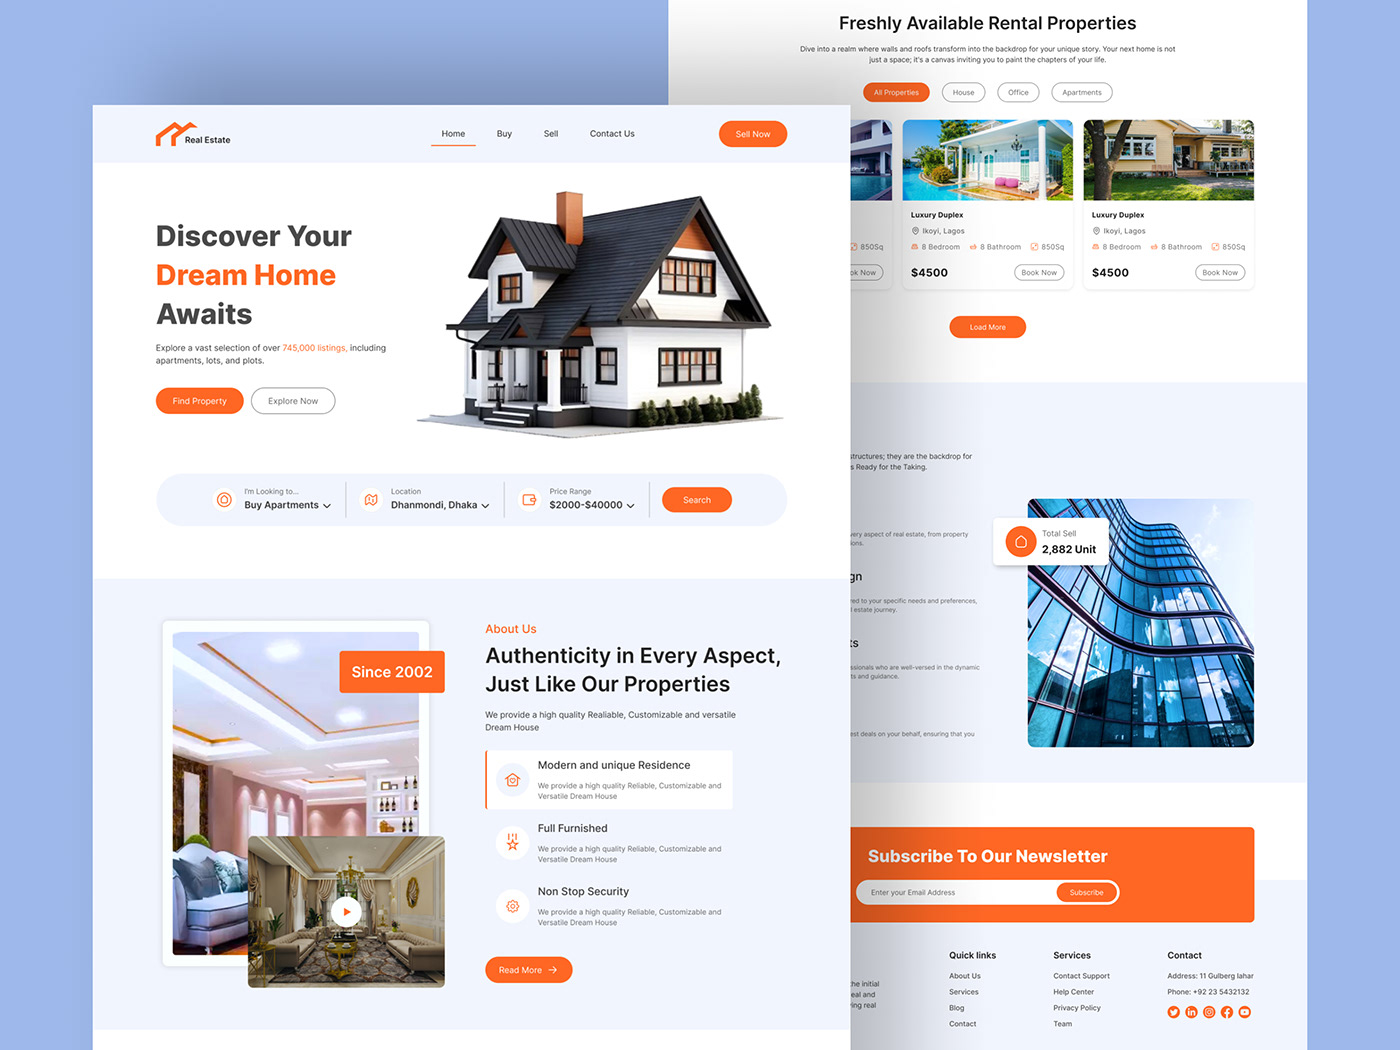 Real Estate
Home
Buy
Sell
Contact Us
Sell Now
Discover Your
Dream Home
Awaits
Explore a vast selection of over 745,000 listings, including
apartments, lots, and plots.
Find Property
Explore Now
I'm Looking to...
Buy Apartments
Location
Dhanmondi, Dhaka
Price Range
$2000-$40000
Search
Since 2002
About Us
Authenticity in Every Aspect,
Just Like Our Properties
We provide a high quality Realiable, Customizable and versatile
Dream House
Modern and unique Residence
We provide a high quality Reliable, Customizable and
Versatile Dream House
Full Furnished
We provide a high quality Reliable, Customizable and
Versatile Dream House
Non Stop Security
We provide a high quality Reliable, Customizable and
Versatile Dream House
Read More
Freshly Available Rental Properties
Dive into a realm where walls and roofs transform into the backdrop for your unique story. Your next home is not
just a space; it's a canvas inviting you to paint the chapters of your life.
All Properties
House
Office
Apartments
850Sq
ok Now
Luxury Duplex
Ikoyi, Lagos
8 Bedroom
8 Bathroom
850Sq
$4500
Book Now
Luxury Duplex
Ikoyi, Lagos
8 Bedroom
8 Bathroom
850Sq
$4500
Book Now
Load More
structures; they are the backdrop for
s Ready for the Taking.
very aspect of real estate, from property
ions.
gn
red to your specific needs and preferences,
l estate journey.
ts
ssionals who are well-versed in the dynamic
ts and guidance.
est deals on your behalf, ensuring that you
Total Sell
2,882 Unit
Subscribe To Our Newsletter
Enter your Email Address
Subscribe
the initial
eal and
ing real
Quick links
About Us
Services
Blog
Contact
Services
Contact Support
Help Center
Privacy Policy
Team
Contact
Address: 11 Gulberg lahar
Phone: +92 23 5432132